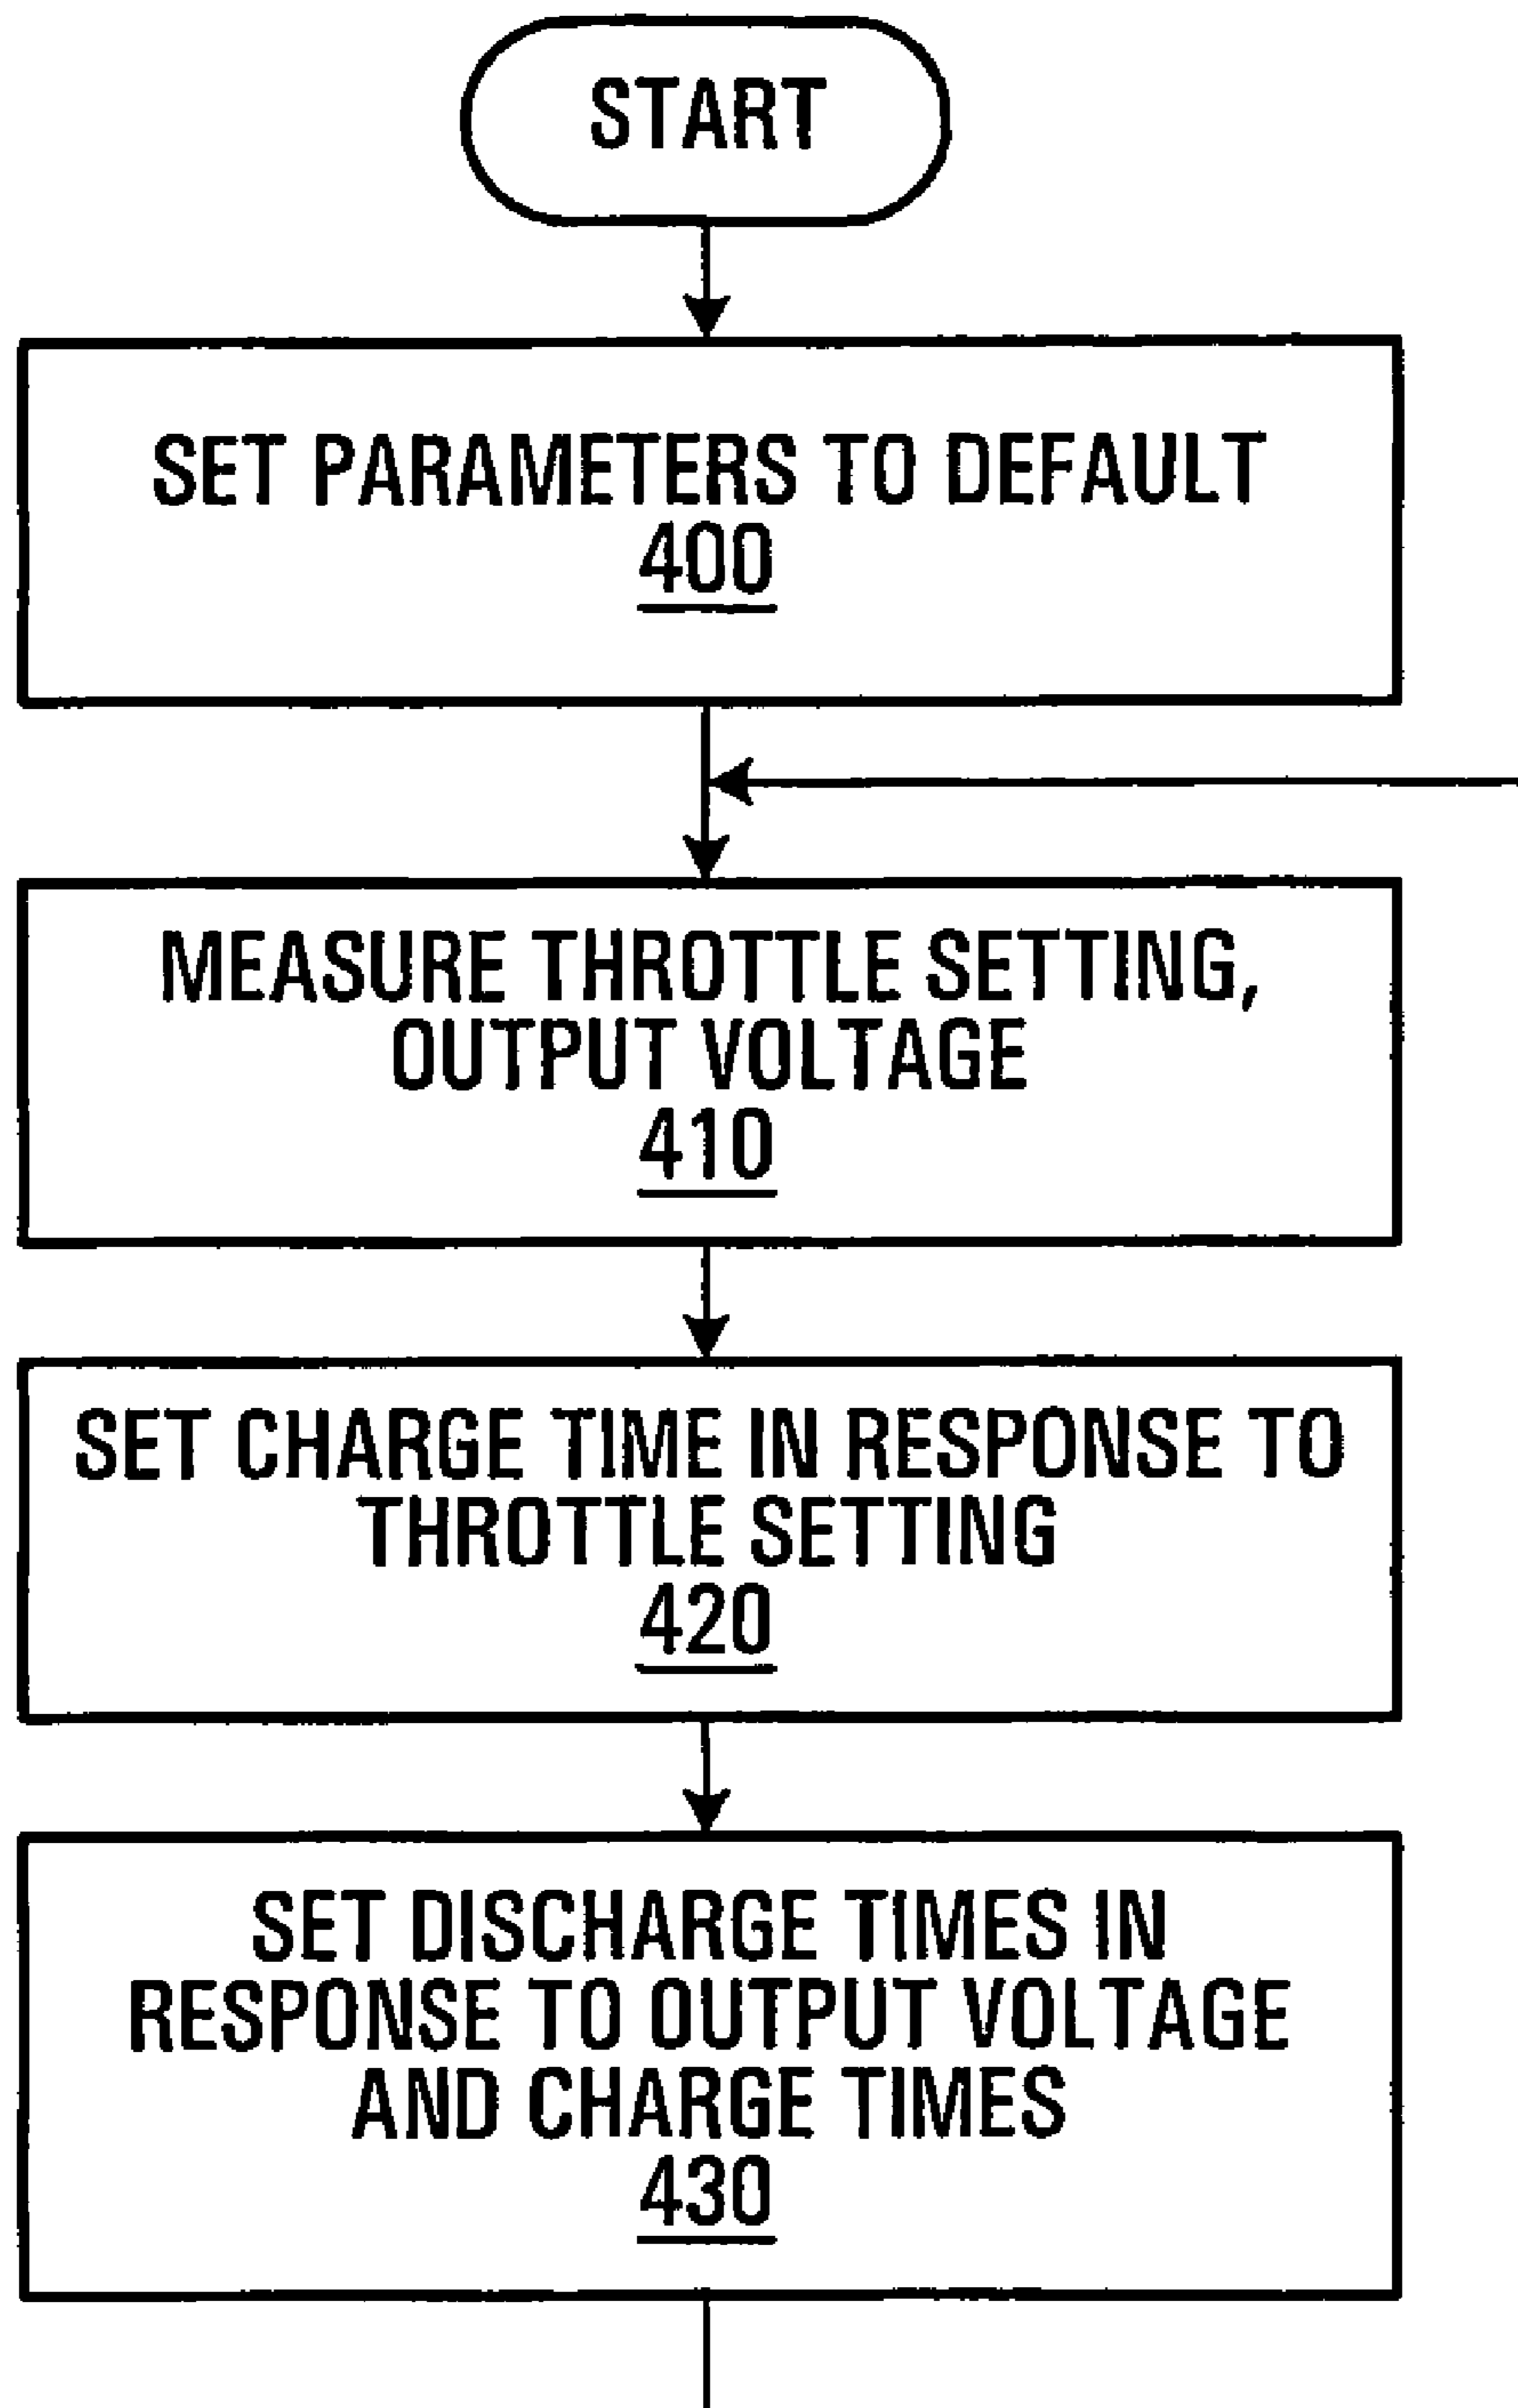 START
SET PARAMETERS TO DEFAULT
400
MEASURE THROTTLE SETTING,
OUTPUT VOLTAGE
410
SET CHARGE TIME IN RESPONSE TO
THROTTLE SETTING
420
SET DISCHARGE TIMES IN
RESPONSE TO OUTPUT VOLTAGE
AND CHARGE TIMES
430